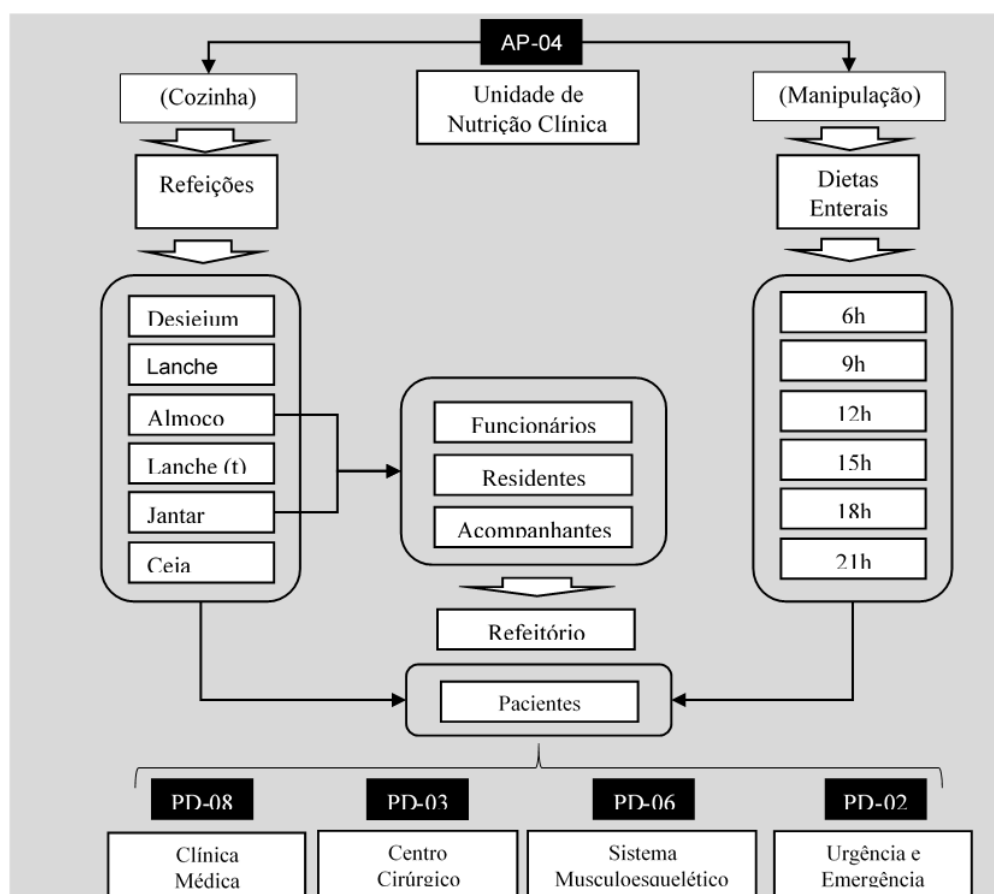 AP-04
(Cozinha)
Unidade de
Nutrição Clínica
(Manipulação)
Refeições
Dietas
Enterais
Desjejum
Lanche
Almoço
Lanche (t)
Jantar
Ceia
Funcionários
Residentes
Acompanhantes
Refeitório
6h
9h
12h
15h
18h
21h
Pacientes
PD-08
PD-03
PD-06
PD-02
Clínica
Médica
Centro
Cirúrgico
Sistema
Musculoesquelético
Urgência e
Emergência